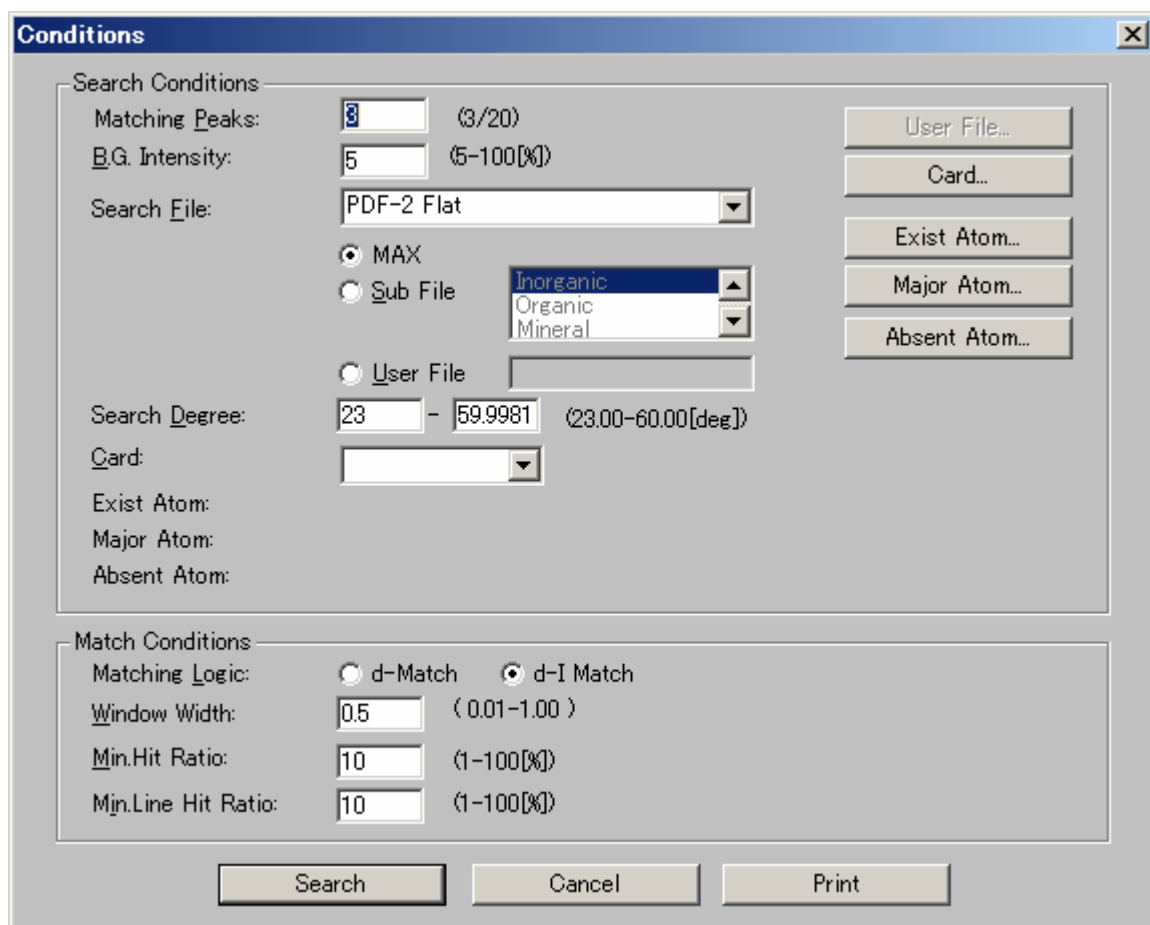 Conditions
Search Conditions
Matching Peaks: 3 (3/20)
User File...
B.G. Intensity: 5 (5-100[%])
Card...
Search File: PDF-2 Flat
Exist Atom...
MAX
Sub File Inorganic
Organic
Mineral
Major Atom...
Absent Atom...
User File
Search Degree: 23 - 59.9981 (23.00-60.00[deg])
Card:
Exist Atom:
Major Atom:
Absent Atom:
Match Conditions
Matching Logic: d-Match d-I Match
Window Width: 0.5 ( 0.01-1.00 )
Min.Hit Ratio: 10 (1-100[%])
Min.Line Hit Ratio: 10 (1-100[%])
Search Cancel Print